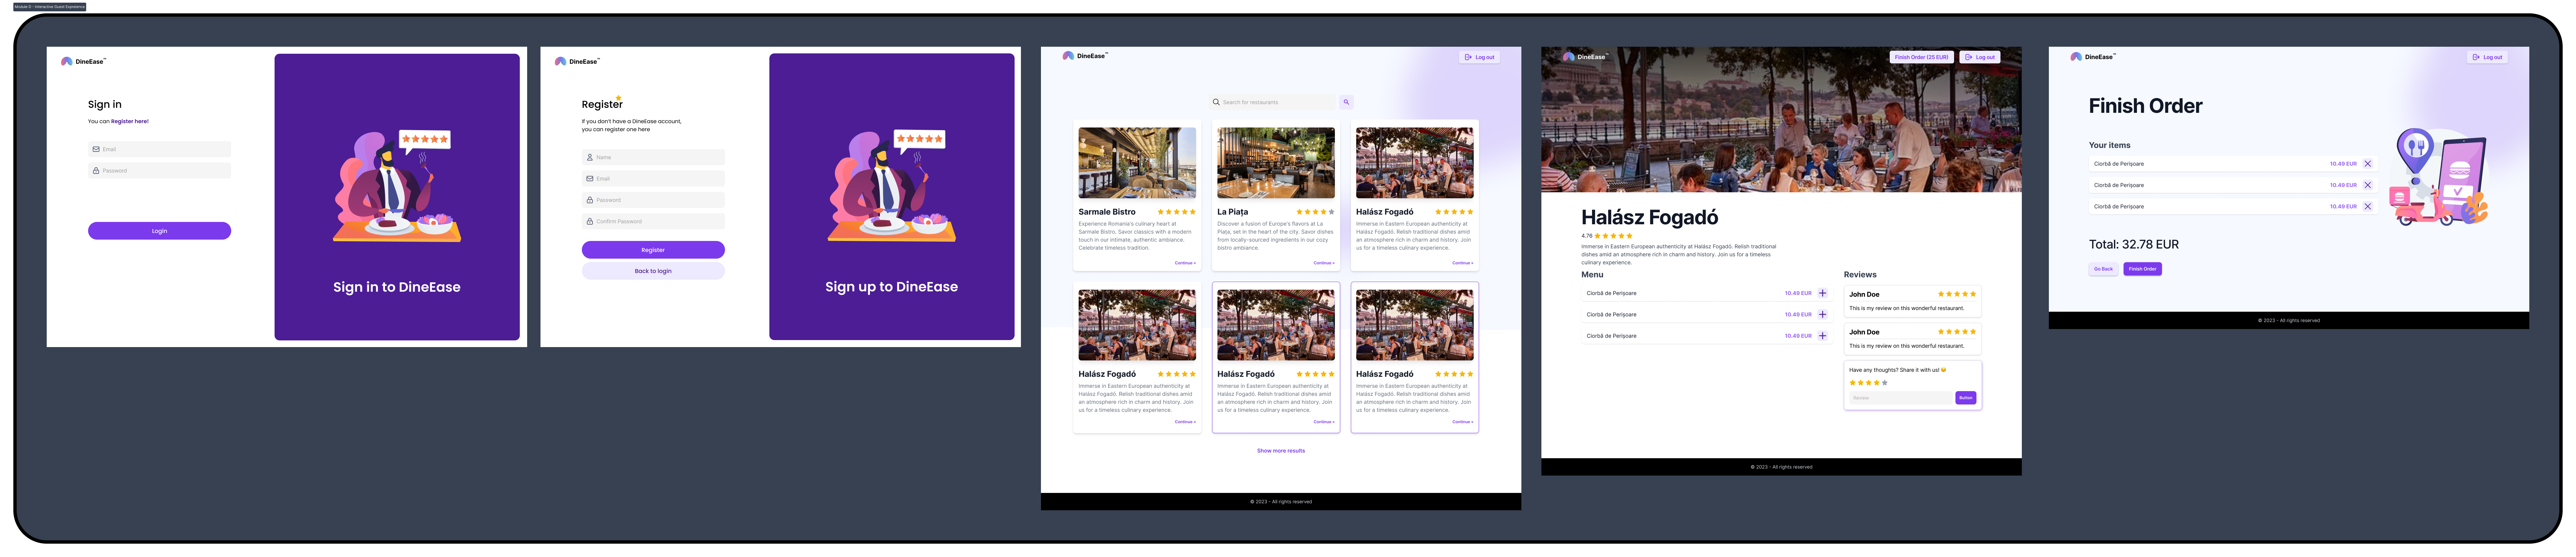 Module D - Interactive Guest Experience
DineEase™
Sign in
You can Register here!
Email
Password
Login
Sign in to DineEase
DineEase™
Register
If you don't have a DineEase account,
you can register one here
Name
Email
Password
Confirm Password
Register
Back to login
Sign up to DineEase
DineEase™
Log out
Search for restaurants
Sarmale Bistro
Experience Romania's culinary heart at
Sarmale Bistro. Savor classics with a modern
touch in our intimate, authentic ambiance.
Celebrate timeless tradition.
Continue »
La Piața
Discover a fusion of Europe's flavors at La
Piața, set in the heart of the city. Savor dishes
from locally-sourced ingredients in our cozy
bistro ambiance.
Continue »
Halász Fogadó
Immerse in Eastern European authenticity at
Halász Fogadó. Relish traditional dishes amid
an atmosphere rich in charm and history. Join
us for a timeless culinary experience.
Continue »
Halász Fogadó
Immerse in Eastern European authenticity at
Halász Fogadó. Relish traditional dishes amid
an atmosphere rich in charm and history. Join
us for a timeless culinary experience.
Continue »
Halász Fogadó
Immerse in Eastern European authenticity at
Halász Fogadó. Relish traditional dishes amid
an atmosphere rich in charm and history. Join
us for a timeless culinary experience.
Continue »
Halász Fogadó
Immerse in Eastern European authenticity at
Halász Fogadó. Relish traditional dishes amid
an atmosphere rich in charm and history. Join
us for a timeless culinary experience.
Continue »
Show more results
© 2023 - All rights reserved
DineEase™
Finish Order (25 EUR)
Log out
Halász Fogadó
4.76
Immerse in Eastern European authenticity at Halász Fogadó. Relish traditional
dishes amid an atmosphere rich in charm and history. Join us for a timeless
culinary experience.
Menu
Ciorbă de Perișoare 10.49 EUR
Ciorbă de Perișoare 10.49 EUR
Ciorbă de Perișoare 10.49 EUR
Reviews
John Doe
This is my review on this wonderful restaurant.
John Doe
This is my review on this wonderful restaurant.
Have any thoughts? Share it with us! 😉
Review
Button
© 2023 - All rights reserved
DineEase™
Log out
Finish Order
Your items
Ciorbă de Perișoare 10.49 EUR
Ciorbă de Perișoare 10.49 EUR
Ciorbă de Perișoare 10.49 EUR
Total: 32.78 EUR
Go Back
Finish Order
© 2023 - All rights reserved